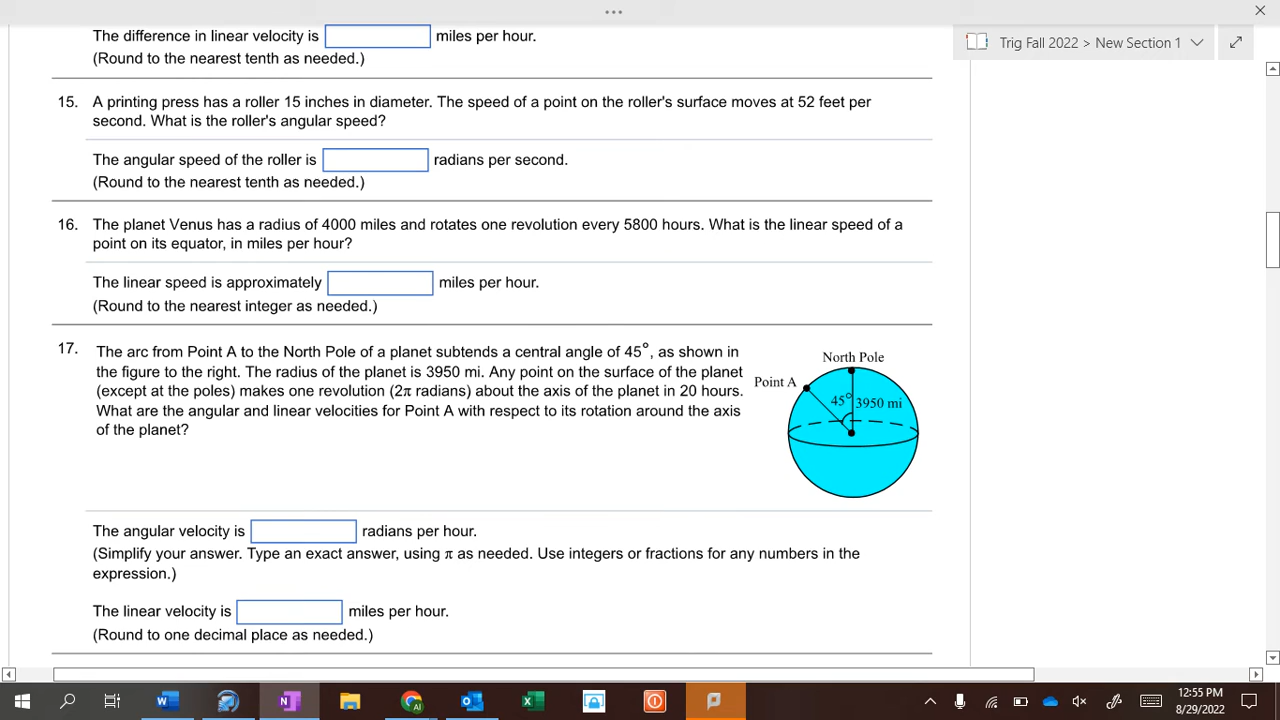 •••
The difference in linear velocity is miles per hour.
(Round to the nearest tenth as needed.)
Trig Fall 2022 > New Section 1
15. A printing press has a roller 15 inches in diameter. The speed of a point on the roller's surface moves at 52 feet per
second. What is the roller's angular speed?
The angular speed of the roller is radians per second.
(Round to the nearest tenth as needed.)
16. The planet Venus has a radius of 4000 miles and rotates one revolution every 5800 hours. What is the linear speed of a
point on its equator, in miles per hour?
The linear speed is approximately miles per hour.
(Round to the nearest integer as needed.)
17. The arc from Point A to the North Pole of a planet subtends a central angle of 45°, as shown in
the figure to the right. The radius of the planet is 3950 mi. Any point on the surface of the planet
(except at the poles) makes one revolution (2π radians) about the axis of the planet in 20 hours.
What are the angular and linear velocities for Point A with respect to its rotation around the axis
of the planet?
North Pole
Point A
45° 3950 mi
The angular velocity is radians per hour.
(Simplify your answer. Type an exact answer, using π as needed. Use integers or fractions for any numbers in the
expression.)
The linear velocity is miles per hour.
(Round to one decimal place as needed.)
12:55 PM
8/29/2022